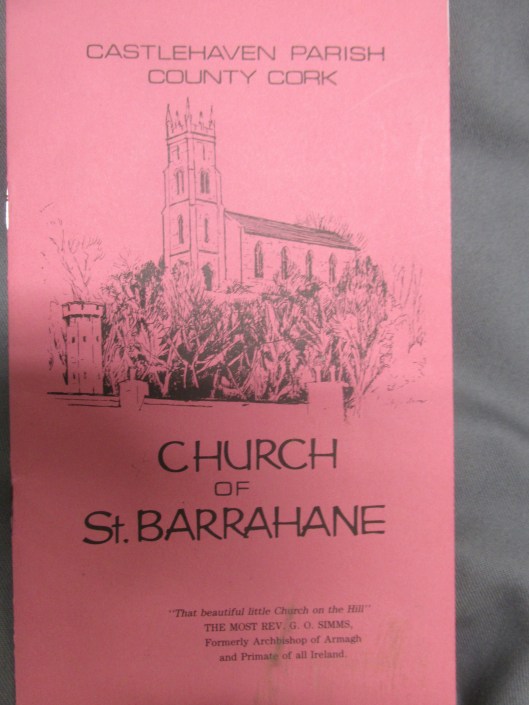 CASTLEHAVEN PARISH
COUNTY CORK
CHURCH
OF
St. BARRAHANE
"That beautiful little Church on the Hill"
THE MOST REV. G. O. SIMMS,
Formerly Archbishop of Armagh
and Primate of all Ireland.